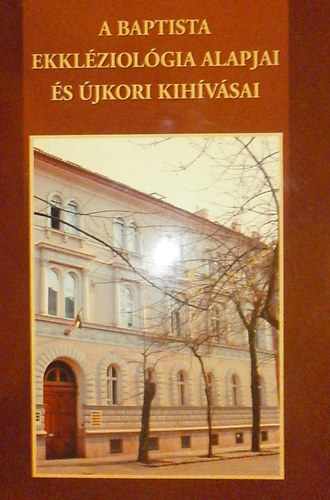 A BAPTISTA
EKKLÉZIOLÓGIA ALAPJAI
ÉS ÚJKORI KIHÍVÁSAI